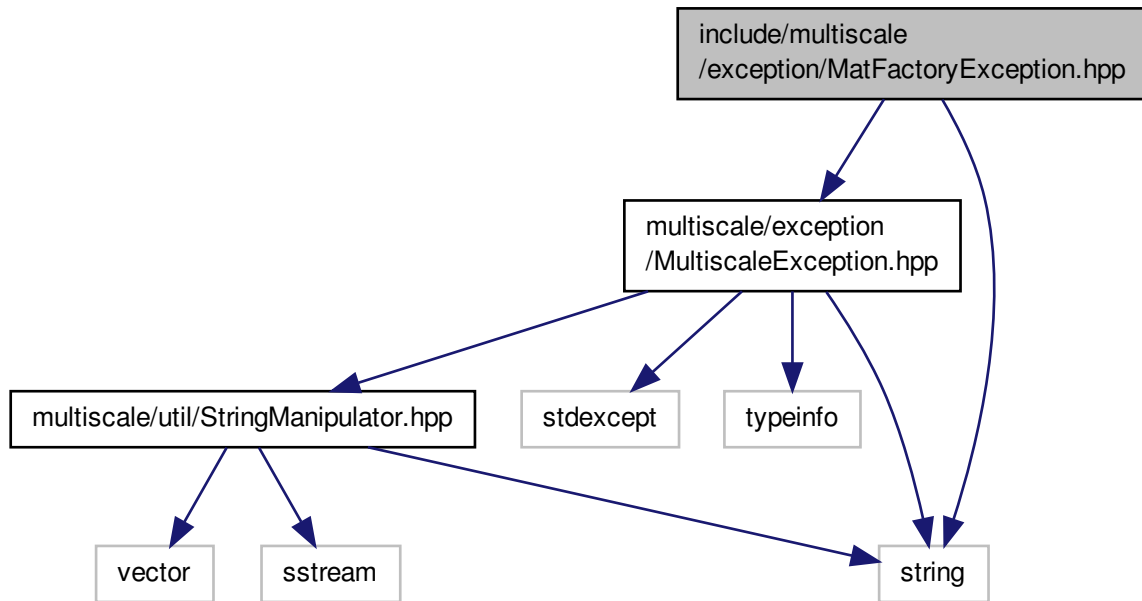 include/multiscale
/exception/MatFactoryException.hpp
multiscale/exception
/MultiscaleException.hpp
multiscale/util/StringManipulator.hpp
stdexcept
typeinfo
vector
sstream
string